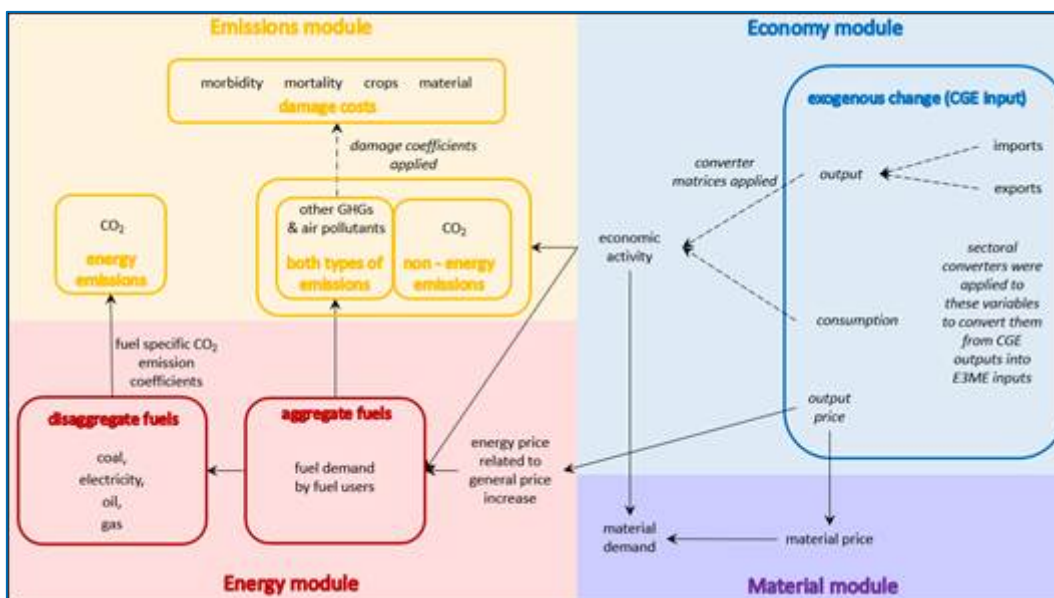 Emissions module
morbidity mortality crops material
damage costs
damage coefficients
applied
other GHGs
& air pollutants
both types of
emissions
CO₂
non - energy
emissions
CO₂
energy
emissions
Economy module
exogenous change (CGE input)
imports
exports
output
converter
matrices applied
economic
activity
consumption
sectoral
converters were
applied to
these variables
to convert them
from CGE
outputs into
E3ME inputs
output
price
fuel specific CO₂
emission
coefficients
disaggregate fuels
coal,
electricity,
oil,
gas
aggregate fuels
fuel demand
by fuel users
energy price
related to
general price
increase
Energy module
material
demand
material price
Material module